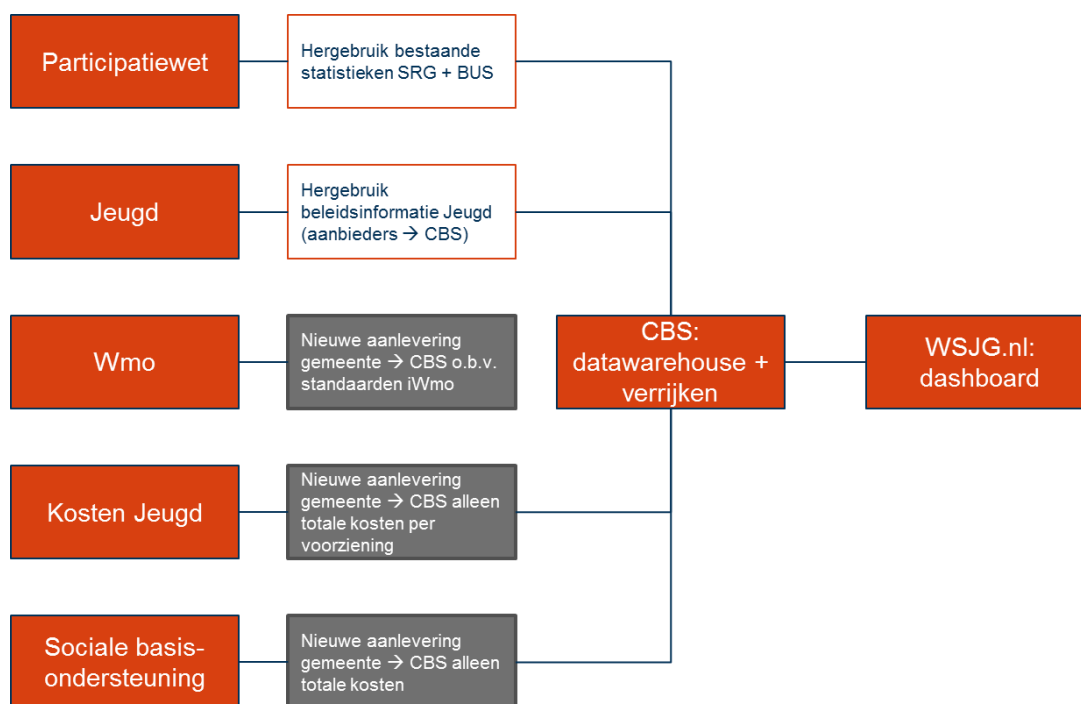 Participatiewet
Hergebruik bestaande
statistieken SRG + BUS
Jeugd
Hergebruik
beleidsinformatie Jeugd
(aanbieders → CBS)
Wmo
Nieuwe aanlevering
gemeente → CBS o.b.v.
standaarden iWmo
CBS:
datawarehouse +
verrijken
WSJG.nl:
dashboard
Kosten Jeugd
Nieuwe aanlevering
gemeente → CBS alleen
totale kosten per
voorziening
Sociale basis-
ondersteuning
Nieuwe aanlevering
gemeente → CBS alleen
totale kosten